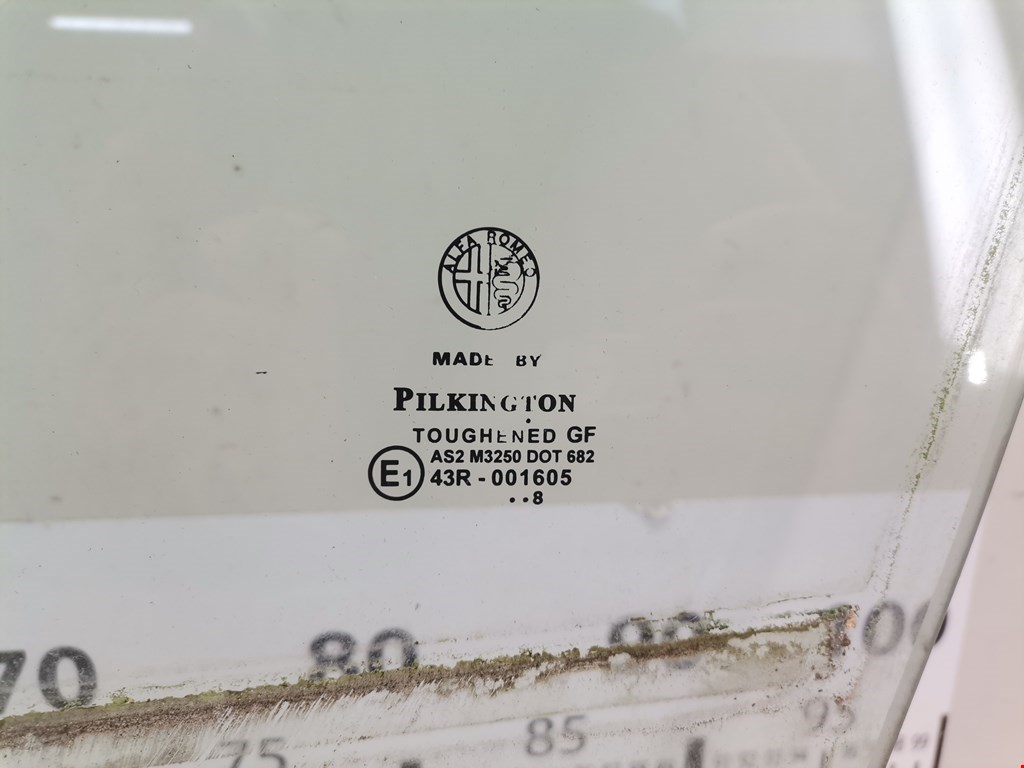 ALFA ROMEO
MADE BY
PILKINGTON
TOUGHENED GF
AS2 M3250 DOT 682
E1 43R - 001605
..8
70 80 90 100
75 85 95